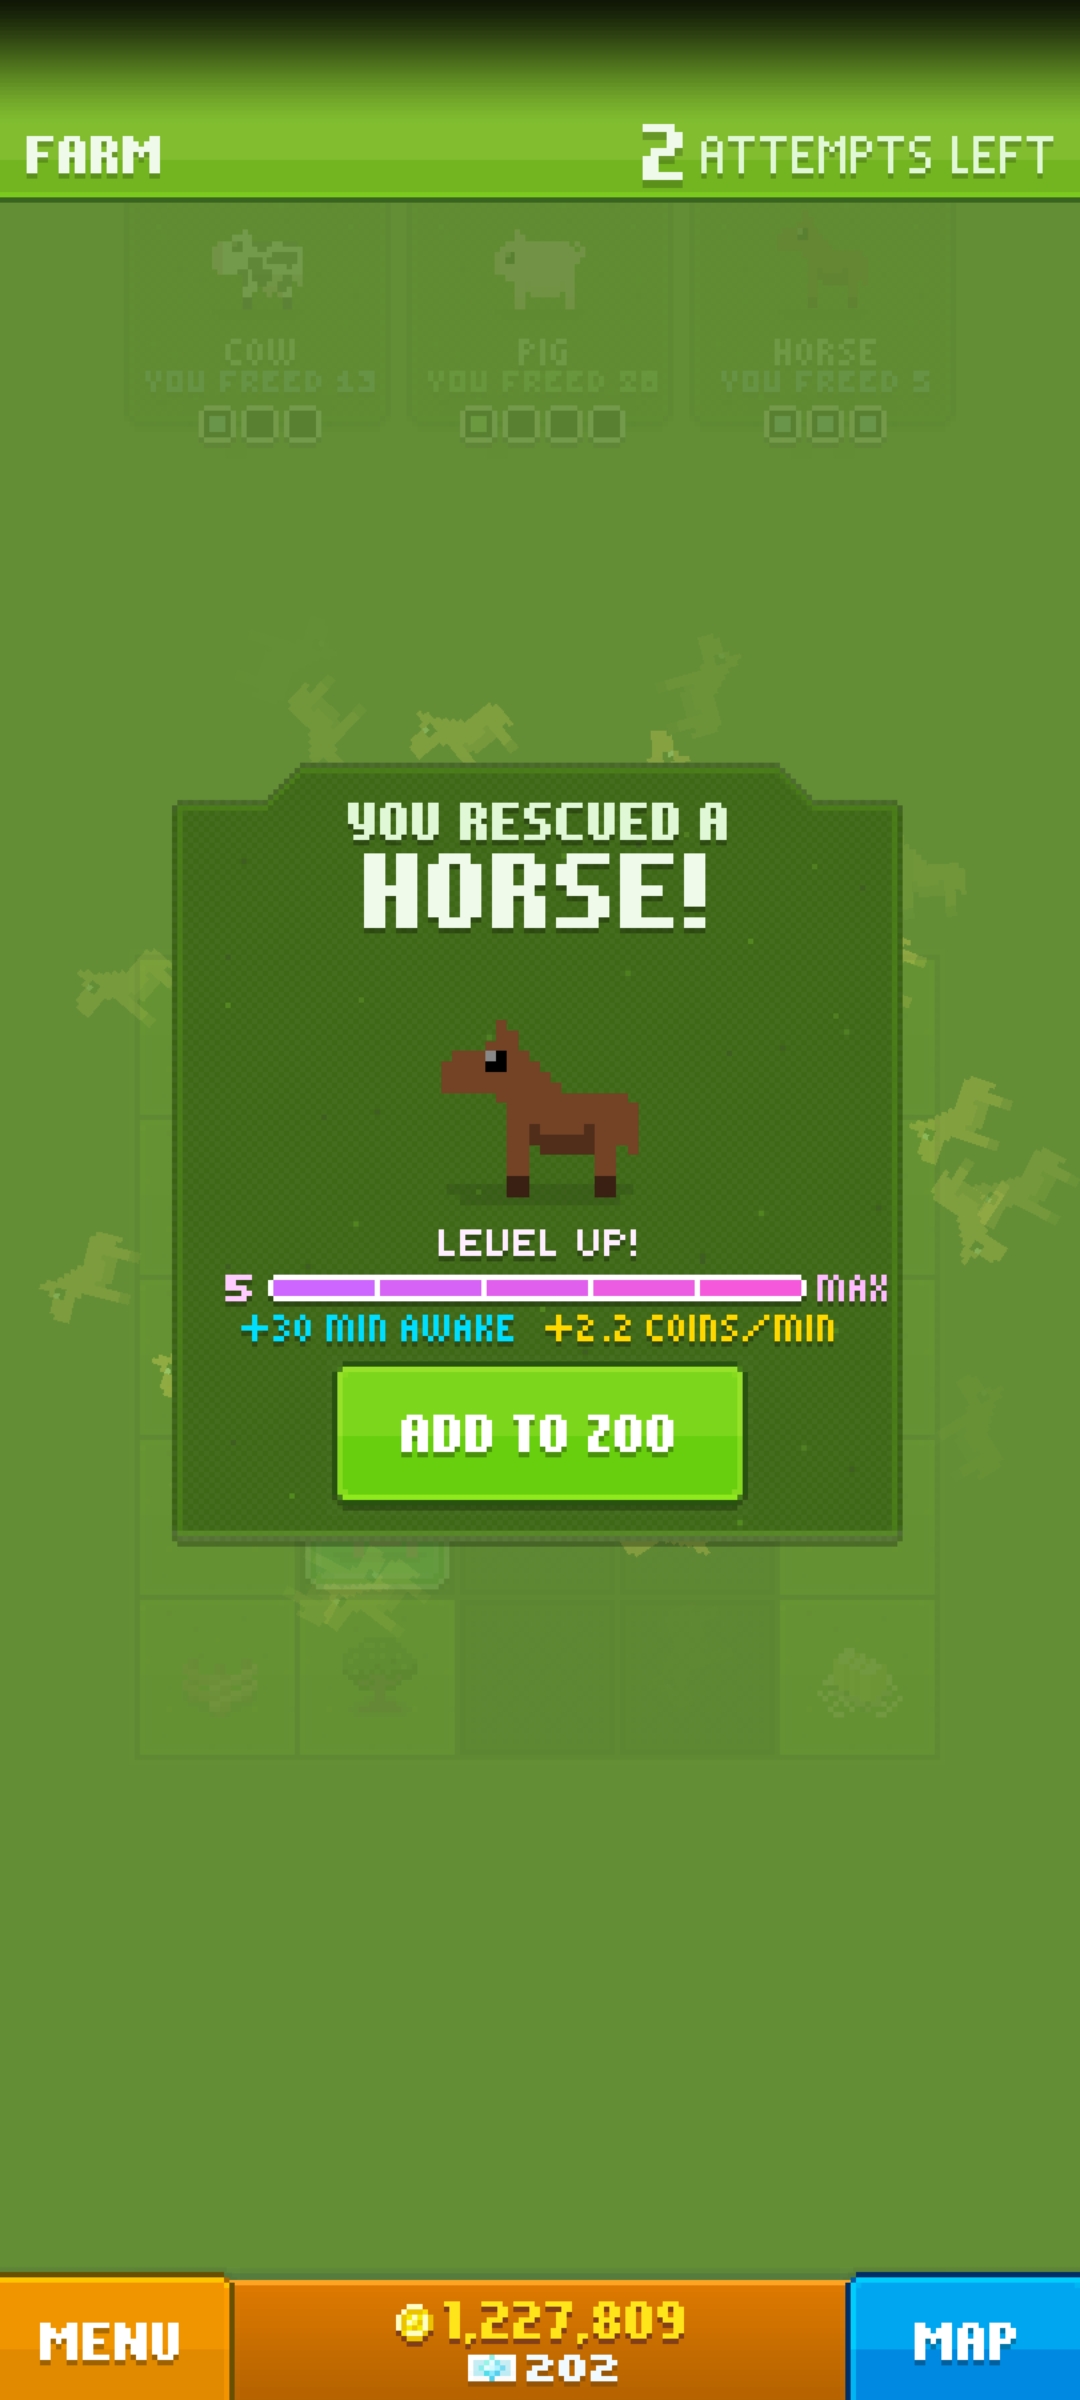 FARM
2 ATTEMPTS LEFT
COW
PIG
HORSE
YOU FREED 13
YOU FREED 28
YOU FREED 5
YOU RESCUED A
HORSE!
LEVEL UP!
5 MAX
+30 MIN AWAKE +2.2 COINS/MIN
ADD TO ZOO
MENU
1,227,809
202
MAP